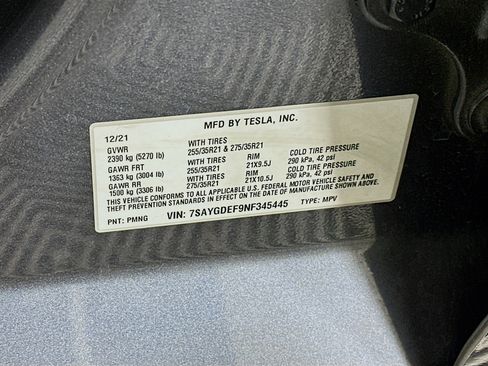 MFD BY TESLA, INC.
12/21
GVWR WITH TIRES
2390 kg (5270 lb) 255/35R21 & 275/35R21
GAWR FRT WITH TIRES RIM COLD TIRE PRESSURE
1363 kg (3004 lb) 255/35R21 21X9.5J 290 kPa, 42 psi
GAWR RR WITH TIRES RIM COLD TIRE PRESSURE
1500 kg (3306 lb) 275/35R21 21X10.5J 290 kPa, 42 psi
THIS VEHICLE CONFORMS TO ALL APPLICABLE U.S. FEDERAL MOTOR VEHICLE SAFETY AND
THEFT PREVENTION STANDARDS IN EFFECT ON THE DATE OF MANUFACTURE SHOWN ABOVE.
PNT: PMNG VIN: 7SAYGDEF9NF345445 TYPE: MPV